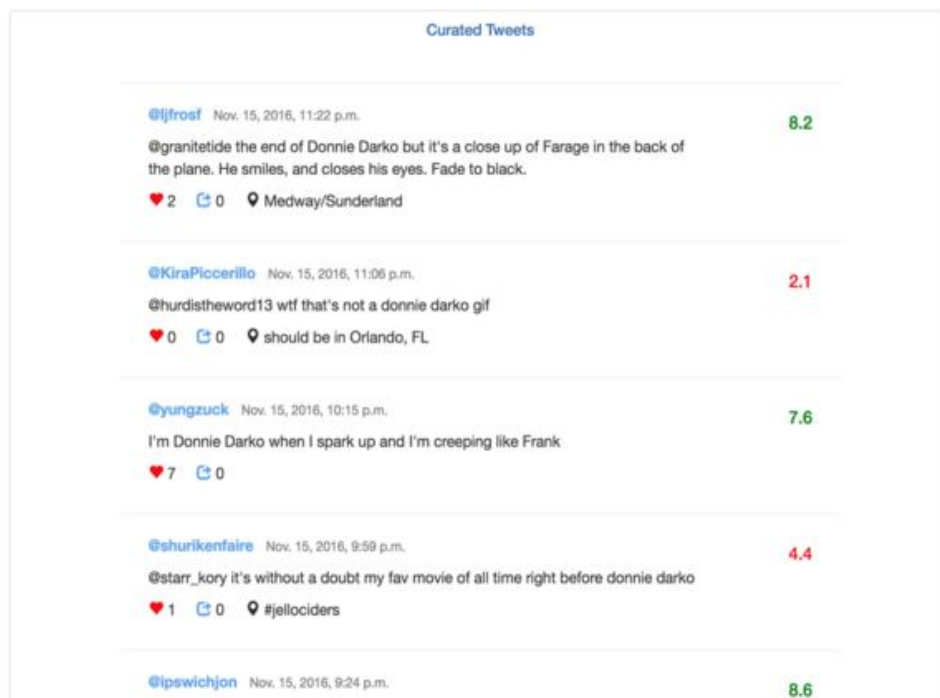 Curated Tweets
@ljfrosf Nov. 15, 2016, 11:22 p.m.
8.2
@granitetide the end of Donnie Darko but it's a close up of Farage in the back of
the plane. He smiles, and closes his eyes. Fade to black.
2 0 Medway/Sunderland
@KiraPiccerillo Nov. 15, 2016, 11:06 p.m.
2.1
@hurdistheword13 wtf that's not a donnie darko gif
0 0 should be in Orlando, FL
@yungzuck Nov. 15, 2016, 10:15 p.m.
7.6
I'm Donnie Darko when I spark up and I'm creeping like Frank
7 0
@shurikenfaire Nov. 15, 2016, 9:59 p.m.
4.4
@starr_kory it's without a doubt my fav movie of all time right before donnie darko
1 0 #jellociders
@ipswichjon Nov. 15, 2016, 9:24 p.m.
8.6